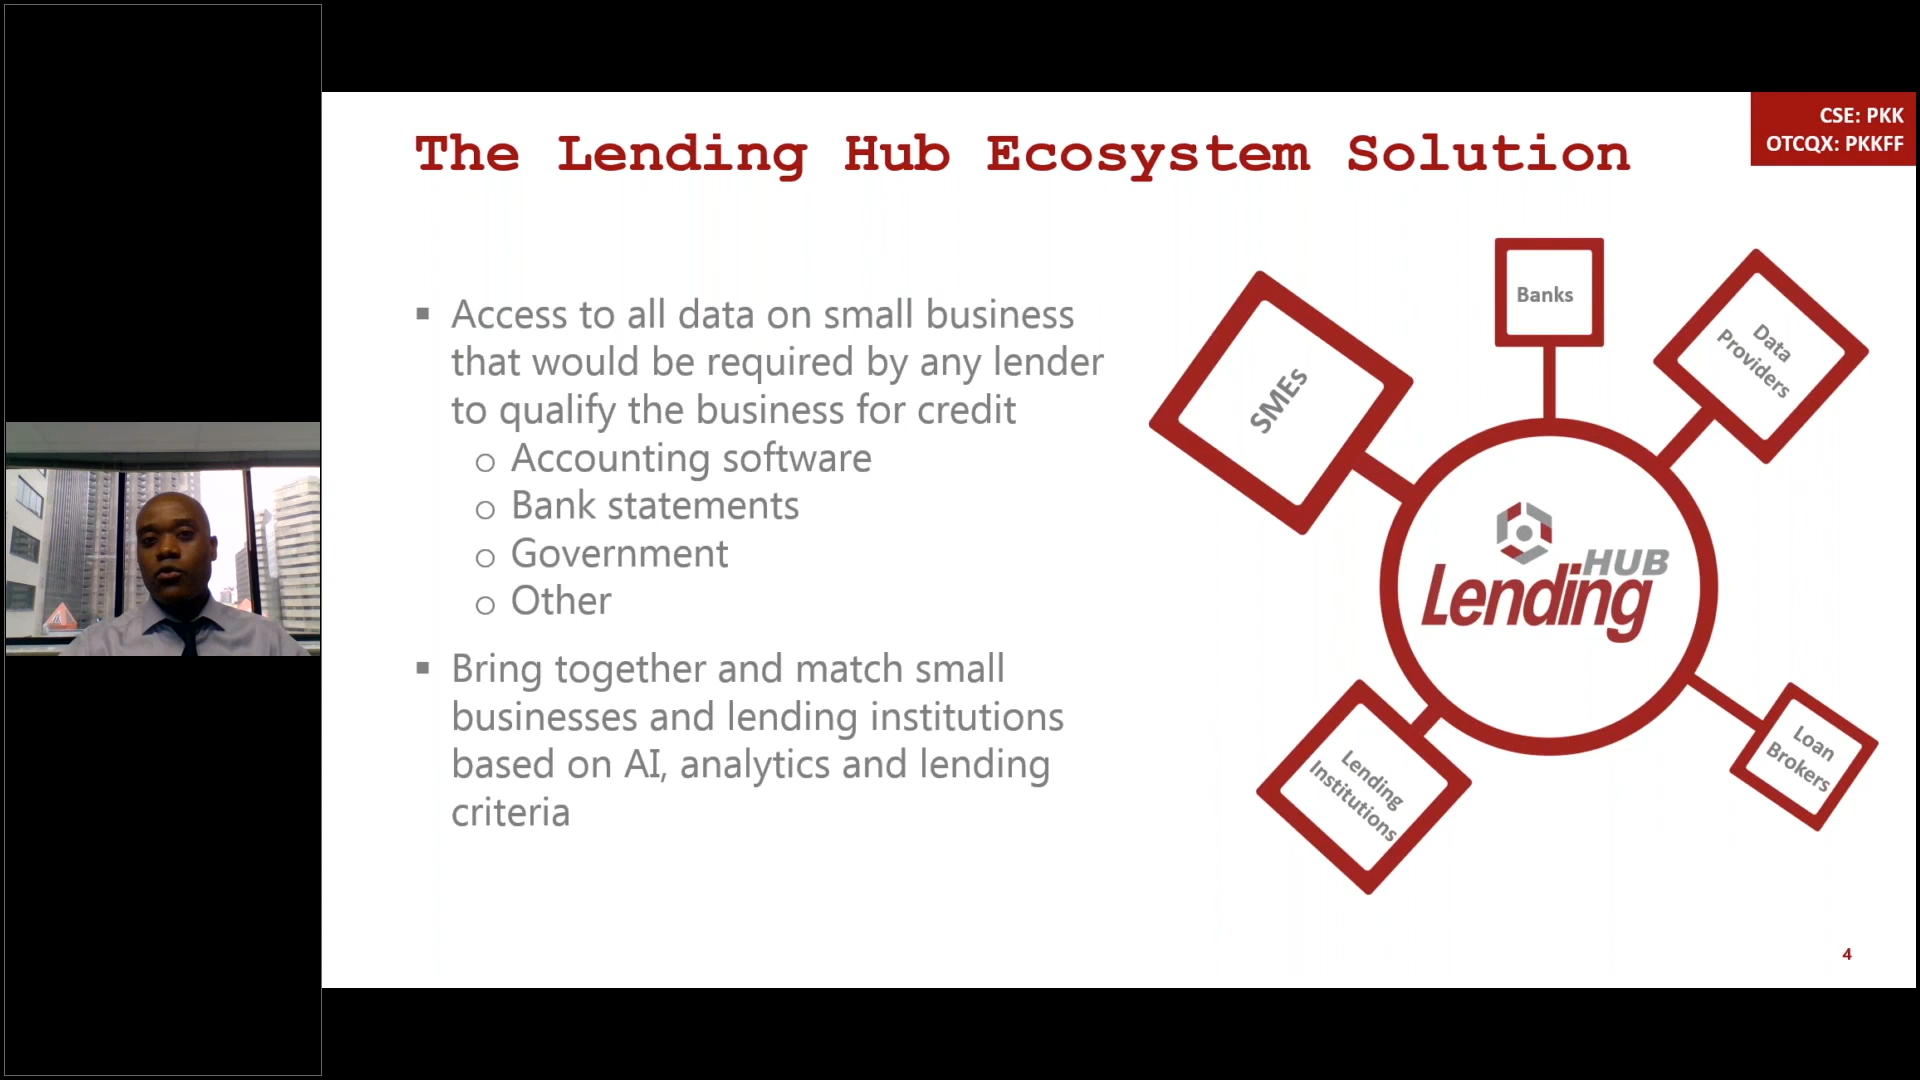 The Lending Hub Ecosystem Solution
CSE: PKK
OTCQX: PKKFF
▪ Access to all data on small business
that would be required by any lender
to qualify the business for credit
o Accounting software
o Bank statements
o Government
o Other
▪ Bring together and match small
businesses and lending institutions
based on AI, analytics and lending
criteria
SMEs
Banks
Data
Providers
HUB
Lending
Lending
Institutions
Loan
Brokers
4